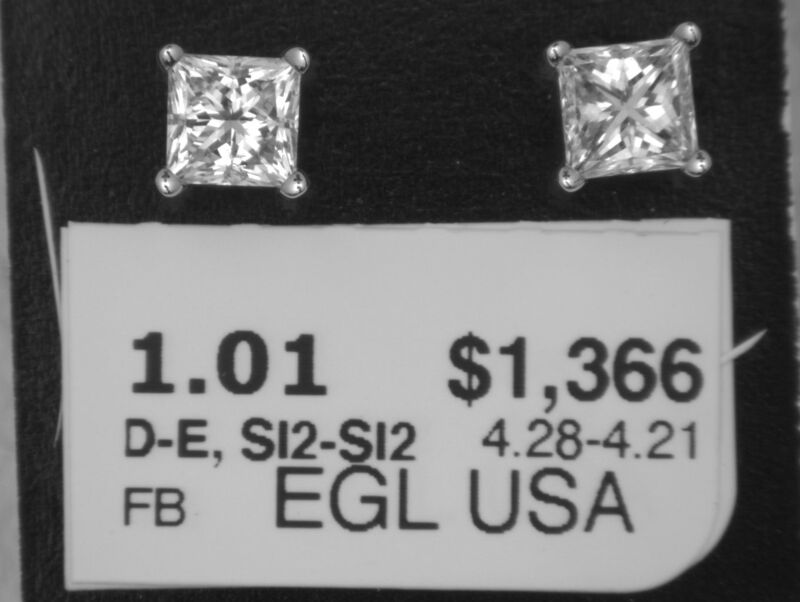 1.01 $1,366
D-E, SI2-SI2 4.28-4.21
FB EGL USA